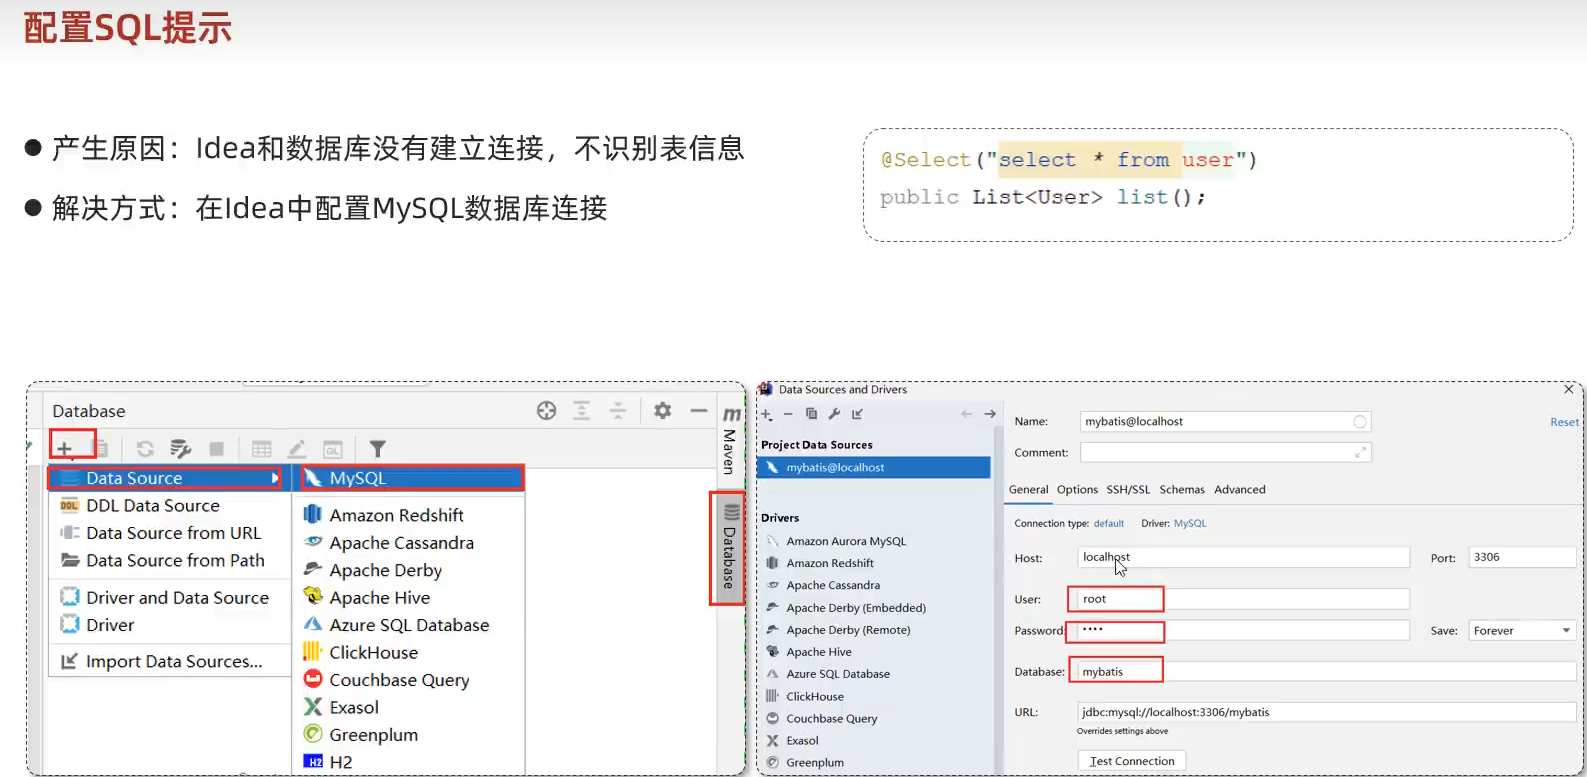 配置SQL提示
● 产生原因：Idea和数据库没有建立连接，不识别表信息
● 解决方式：在Idea中配置MySQL数据库连接
@Select("select * from user")
public List<User> list();
Database
Data Source
DDL Data Source
Data Source from URL
Data Source from Path
Driver and Data Source
Driver
Import Data Sources...
MySQL
Amazon Redshift
Apache Cassandra
Apache Derby
Apache Hive
Azure SQL Database
ClickHouse
Couchbase Query
Exasol
Greenplum
H2
Maven
Database
Data Sources and Drivers
Project Data Sources
mybatis@localhost
Drivers
Amazon Aurora MySQL
Amazon Redshift
Apache Cassandra
Apache Derby (Embedded)
Apache Derby (Remote)
Apache Hive
Azure SQL Database
ClickHouse
Couchbase Query
Exasol
Greenplum
Name: mybatis@localhost
Reset
Comment:
General Options SSH/SSL Schemas Advanced
Connection type: default Driver: MySQL
Host: localhost Port: 3306
User: root
Password: •••• Save: Forever
Database: mybatis
URL: jdbc:mysql://localhost:3306/mybatis
Overrides settings above
Test Connection